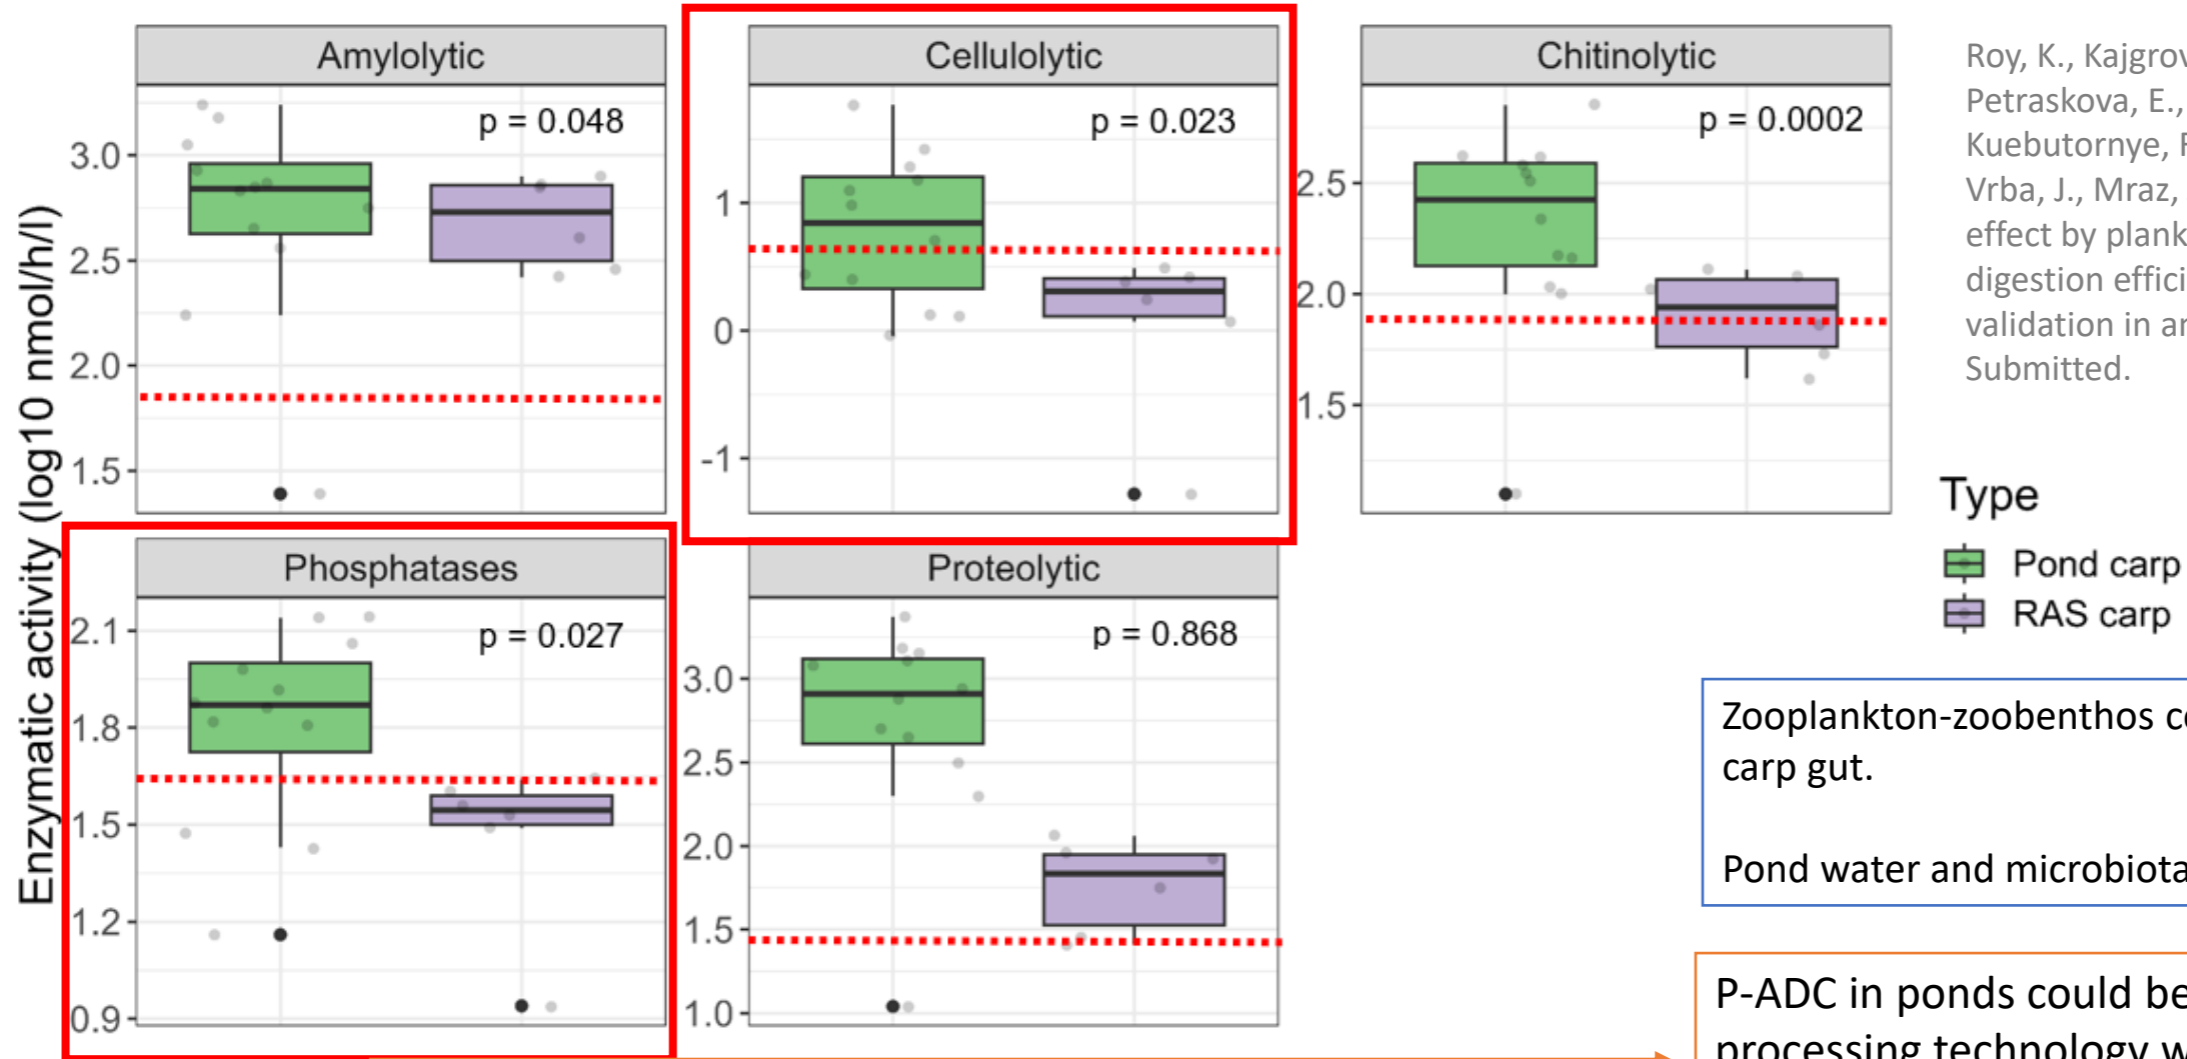 Enzymatic activity (log10 nmol/h/l)
Amylolytic
p = 0.048
3.0
2.5
2.0
1.5
Cellulolytic
p = 0.023
1
0
-1
Chitinolytic
p = 0.0002
2.5
2.0
1.5
Phosphatases
p = 0.027
2.1
1.8
1.5
1.2
0.9
Proteolytic
p = 0.868
3.0
2.5
2.0
1.5
1.0
Roy, K., Kajgrov
Petraskova, E.,
Kuebutornye,
Vrba, J., Mraz,
effect by plank
digestion effici
validation in
Submitted.
Type
Pond carp
RAS carp
Zooplankton-zoobenthos
carp gut.
Pond water and microbiota
P-ADC in ponds could be
processing technology